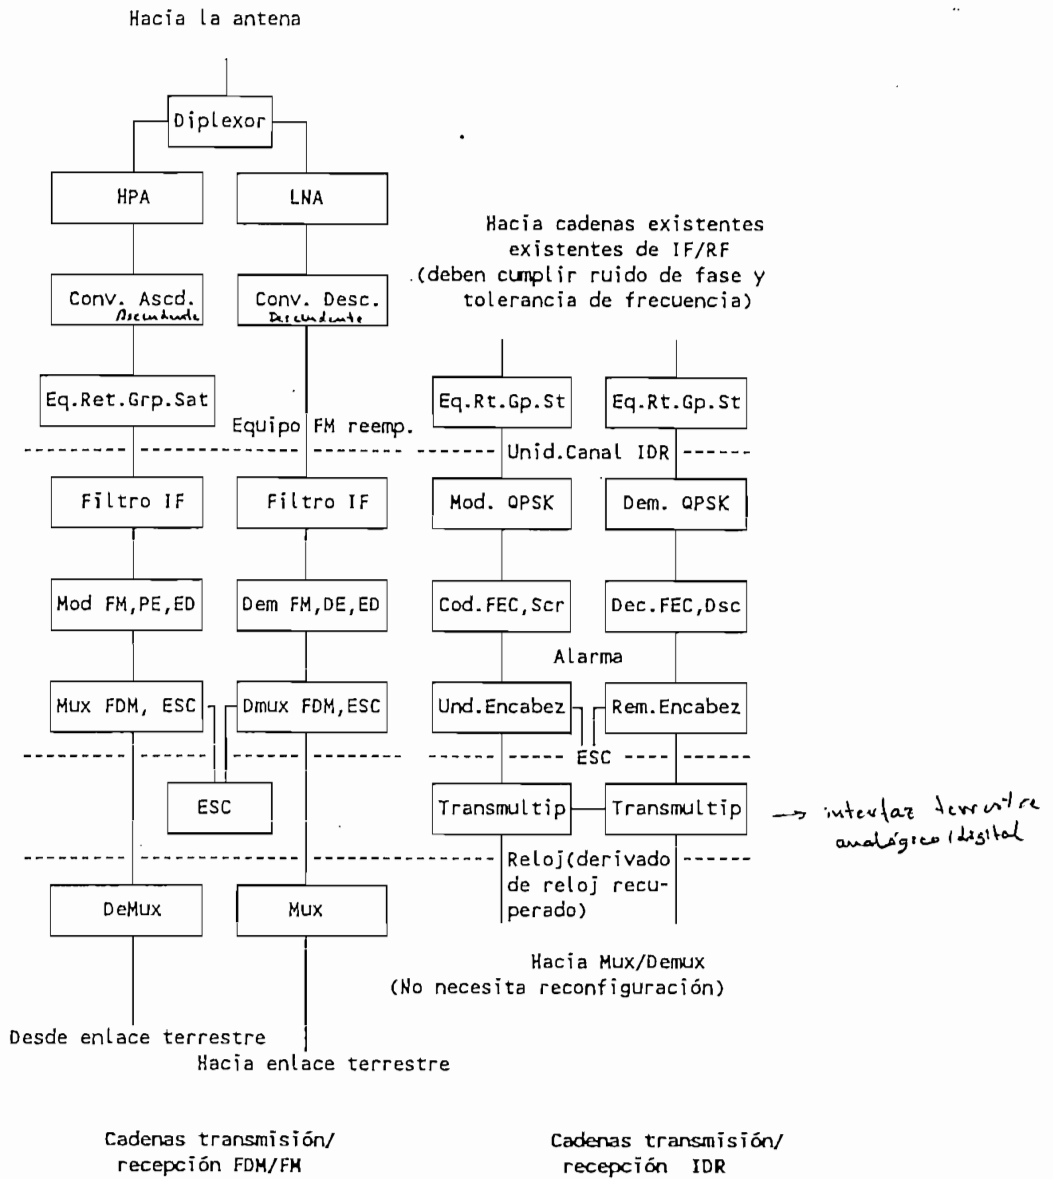 Hacia la antena
Diplexor
HPA
LNA
Hacia cadenas existentes
existentes de IF/RF
(deben cumplir ruido de fase y
tolerancia de frecuencia)
Conv. Ascd.
Ascendente
Conv. Desc.
Descendente
Eq.Ret.Grp.Sat
Eq.Rt.Gp.St
Eq.Rt.Gp.St
Equipo FM reemp.
Unid.Canal IDR
Filtro IF
Filtro IF
Mod. QPSK
Dem. QPSK
Mod FM,PE,ED
Dem FM,DE,ED
Cod.FEC,Scr
Dec.FEC,Dsc
Alarma
Mux FDM, ESC
Dmux FDM,ESC
Und.Encabez
Rem.Encabez
ESC
ESC
Transmultip
Transmultip
→ interfaz terrestre
analógico/digital
Reloj(derivado
de reloj recu-
perado)
DeMux
Mux
Hacia Mux/Demux
(No necesita reconfiguración)
Desde enlace terrestre
Hacia enlace terrestre
Cadenas transmisión/
recepción FDM/FM
Cadenas transmisión/
recepción IDR